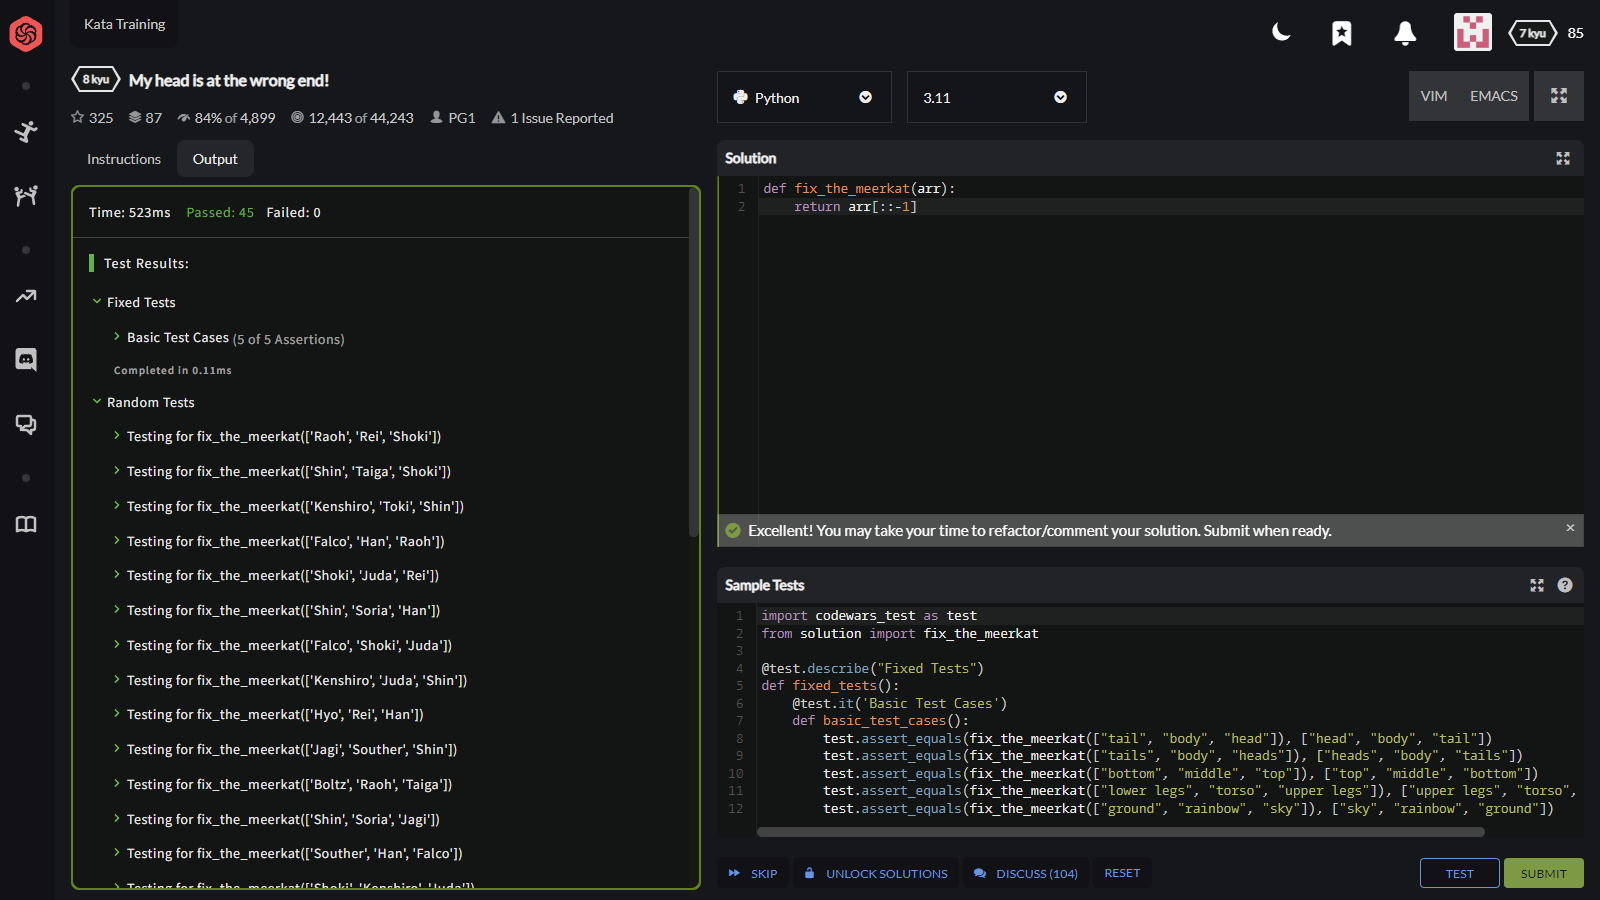 Kata Training
7 kyu 85
8 kyu My head is at the wrong end!
325 87 84% of 4,899 12,443 of 44,243 PG1 1 Issue Reported
Instructions Output
Time: 523ms Passed: 45 Failed: 0
Test Results:
Fixed Tests
Basic Test Cases (5 of 5 Assertions)
Completed in 0.11ms
Random Tests
Testing for fix_the_meerkat(['Raoh', 'Rei', 'Shoki'])
Testing for fix_the_meerkat(['Shin', 'Taiga', 'Shoki'])
Testing for fix_the_meerkat(['Kenshiro', 'Toki', 'Shin'])
Testing for fix_the_meerkat(['Falco', 'Han', 'Raoh'])
Testing for fix_the_meerkat(['Shoki', 'Juda', 'Rei'])
Testing for fix_the_meerkat(['Shin', 'Soria', 'Han'])
Testing for fix_the_meerkat(['Falco', 'Shoki', 'Juda'])
Testing for fix_the_meerkat(['Kenshiro', 'Juda', 'Shin'])
Testing for fix_the_meerkat(['Hyo', 'Rei', 'Han'])
Testing for fix_the_meerkat(['Jagi', 'Souther', 'Shin'])
Testing for fix_the_meerkat(['Boltz', 'Raoh', 'Taiga'])
Testing for fix_the_meerkat(['Shin', 'Soria', 'Jagi'])
Testing for fix_the_meerkat(['Souther', 'Han', 'Falco'])
Testing for fix_the_meerkat(['Shoki', 'Kenshiro', 'Juda'])
Python 3.11 VIM EMACS
Solution
1 def fix_the_meerkat(arr):
2 return arr[::-1]
Excellent! You may take your time to refactor/comment your solution. Submit when ready. ×
Sample Tests ?
1 import codewars_test as test
2 from solution import fix_the_meerkat
3
4 @test.describe("Fixed Tests")
5 def fixed_tests():
6 @test.it('Basic Test Cases')
7 def basic_test_cases():
8 test.assert_equals(fix_the_meerkat(["tail", "body", "head"]), ["head", "body", "tail"])
9 test.assert_equals(fix_the_meerkat(["tails", "body", "heads"]), ["heads", "body", "tails"])
10 test.assert_equals(fix_the_meerkat(["bottom", "middle", "top"]), ["top", "middle", "bottom"])
11 test.assert_equals(fix_the_meerkat(["lower legs", "torso", "upper legs"]), ["upper legs", "torso",
12 test.assert_equals(fix_the_meerkat(["ground", "rainbow", "sky"]), ["sky", "rainbow", "ground"])
SKIP UNLOCK SOLUTIONS DISCUSS (104) RESET TEST SUBMIT